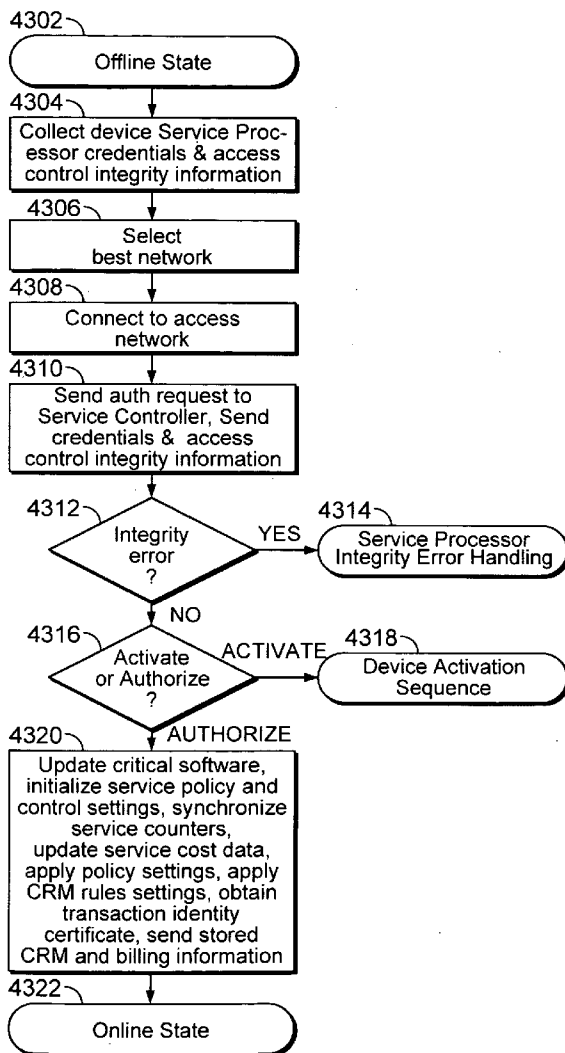 4302
Offline State
4304
Collect device Service Proc-
essor credentials & access
control integrity information
4306
Select
best network
4308
Connect to access
network
4310
Send auth request to
Service Controller, Send
credentials & access
control integrity information
4312
Integrity
error
?
YES
4314
Service Processor
Integrity Error Handling
NO
4316
Activate
or Authorize
?
ACTIVATE
4318
Device Activation
Sequence
AUTHORIZE
4320
Update critical software,
initialize service policy and
control settings, synchronize
service counters,
update service cost data,
apply policy settings, apply
CRM rules settings, obtain
transaction identity
certificate, send stored
CRM and billing information
4322
Online State